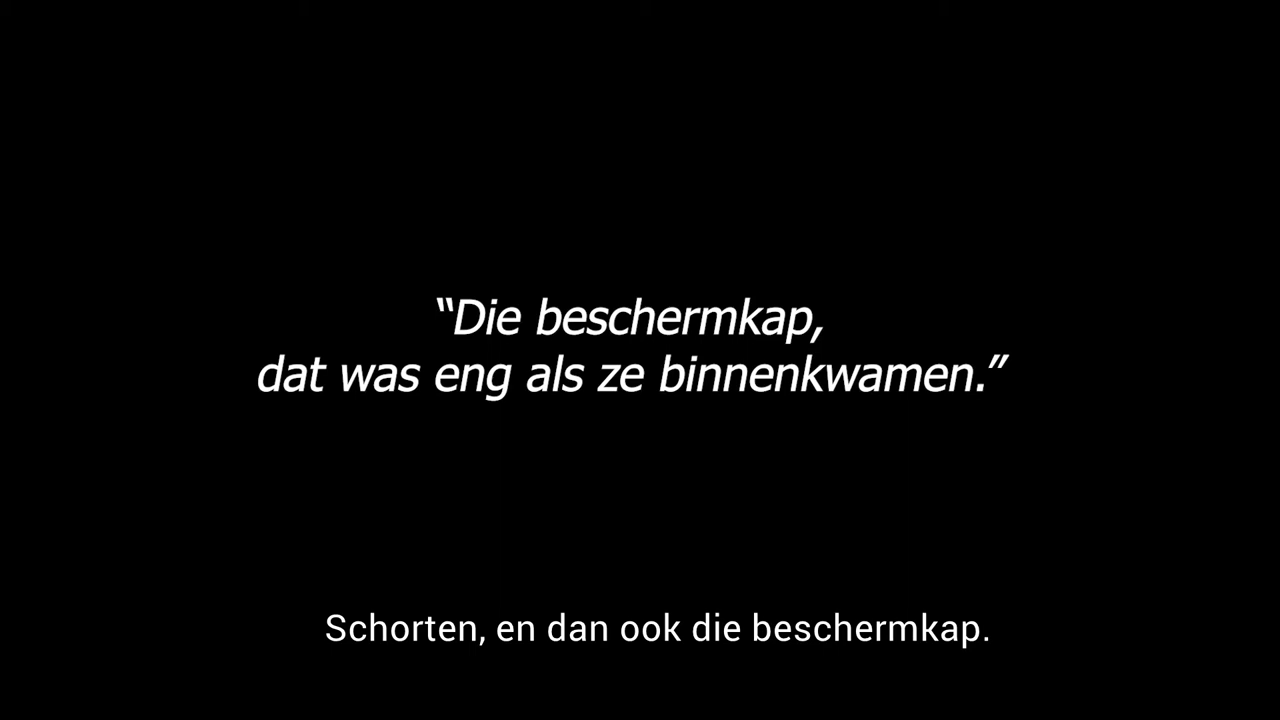 “Die beschermkap,
dat was eng als ze binnenkwamen.”
Schorten, en dan ook die beschermkap.